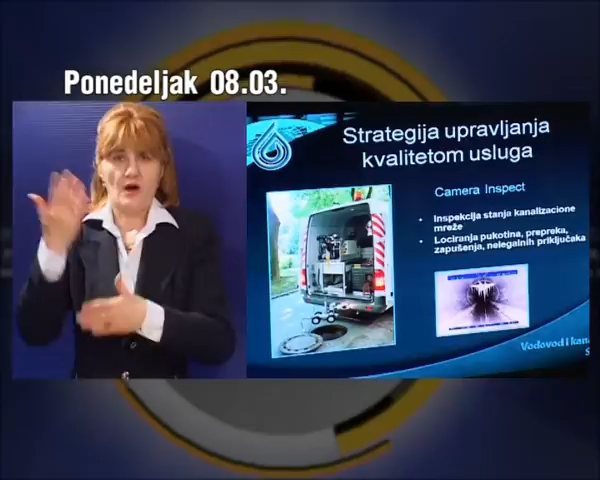 Ponedeljak 08.03.
Strategija upravljanja
kvalitetom usluga
Camera Inspect
• Inspekcija stanja kanalizacione
mreže
• Lociranja pukotina, prepreka,
zapušenja, nelegalnih priključaka
Vodovod i kana
S